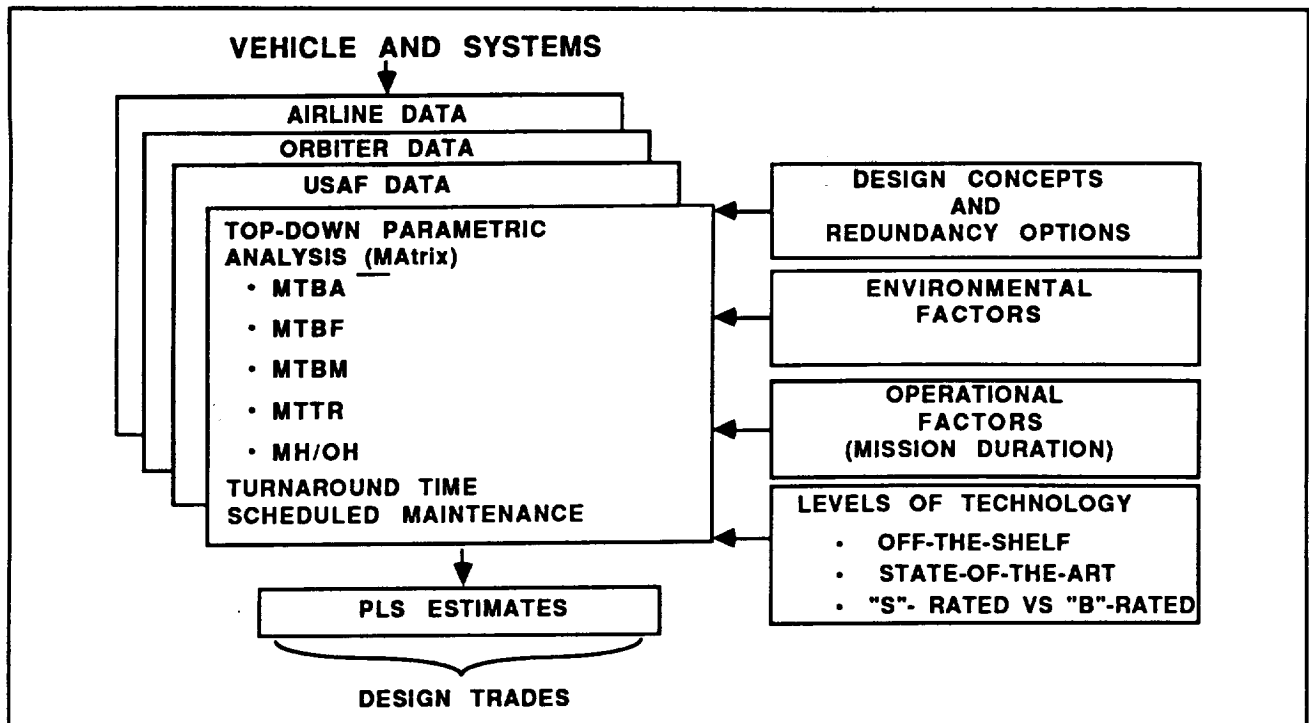 VEHICLE AND SYSTEMS
AIRLINE DATA
ORBITER DATA
USAF DATA
TOP-DOWN PARAMETRIC
ANALYSIS (MAtrix)
• MTBA
• MTBF
• MTBM
• MTTR
• MH/OH
TURNAROUND TIME
SCHEDULED MAINTENANCE
DESIGN CONCEPTS
AND
REDUNDANCY OPTIONS
ENVIRONMENTAL
FACTORS
OPERATIONAL
FACTORS
(MISSION DURATION)
LEVELS OF TECHNOLOGY
• OFF-THE-SHELF
• STATE-OF-THE-ART
• "S"- RATED VS "B"-RATED
PLS ESTIMATES
DESIGN TRADES